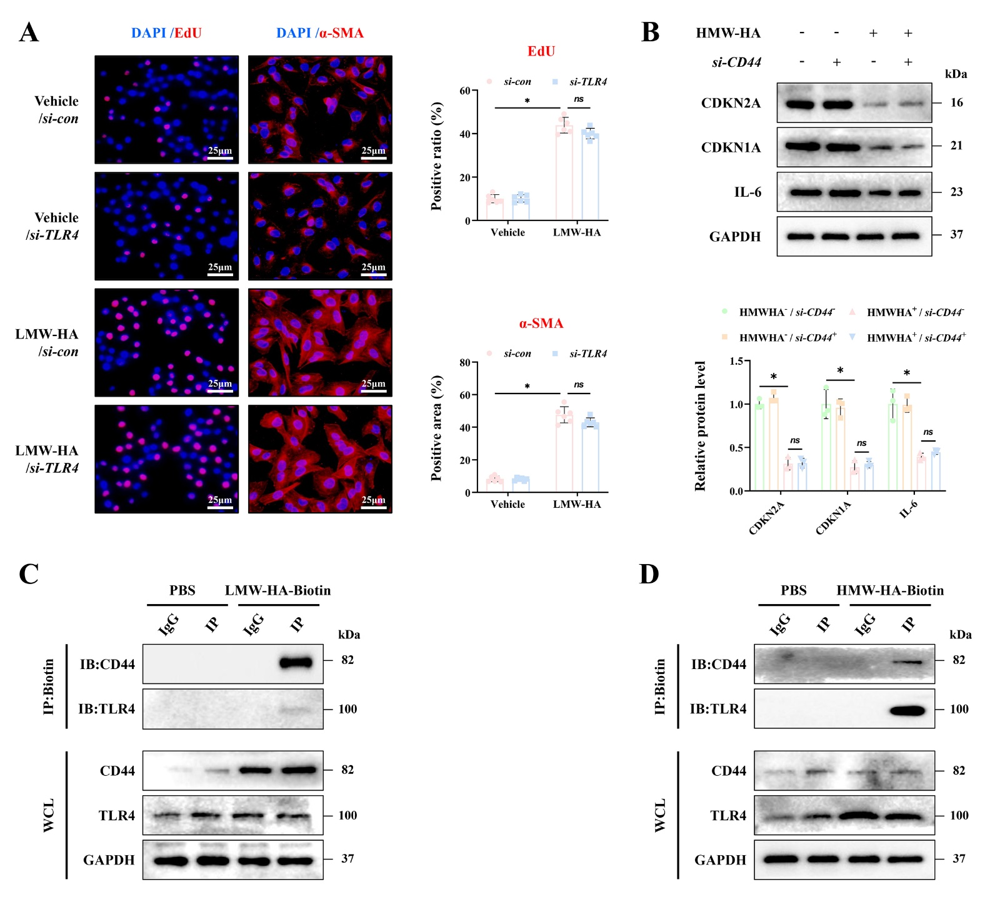 A
DAPI /EdU
DAPI /α-SMA
Vehicle
/si-con
25μm
25μm
Vehicle
/si-TLR4
25μm
25μm
LMW-HA
/si-con
25μm
25μm
LMW-HA
/si-TLR4
25μm
25μm
EdU
si-con
si-TLR4
Positive ratio (%)
60
40
20
0
*
ns
Vehicle
LMW-HA
α-SMA
si-con
si-TLR4
Positive area (%)
80
60
40
20
0
*
ns
Vehicle
LMW-HA
B
HMW-HA - - + +
si-CD44 - + - +
kDa
CDKN2A 16
CDKN1A 21
IL-6 23
GAPDH 37
HMWHA⁻ / si-CD44⁻
HMWHA⁺ / si-CD44⁻
HMWHA⁻ / si-CD44⁺
HMWHA⁺ / si-CD44⁺
Relative protein level
1.5
1.0
0.5
0.0
* * *
ns ns ns
CDKN2A
CDKN1A
IL-6
C
PBS LMW-HA-Biotin
IgG IP IgG IP
kDa
IP:Biotin
IB:CD44 82
IB:TLR4 100
WCL
CD44 82
TLR4 100
GAPDH 37
D
PBS HMW-HA-Biotin
IgG IP IgG IP
kDa
IP:Biotin
IB:CD44 82
IB:TLR4 100
WCL
CD44 82
TLR4 100
GAPDH 37